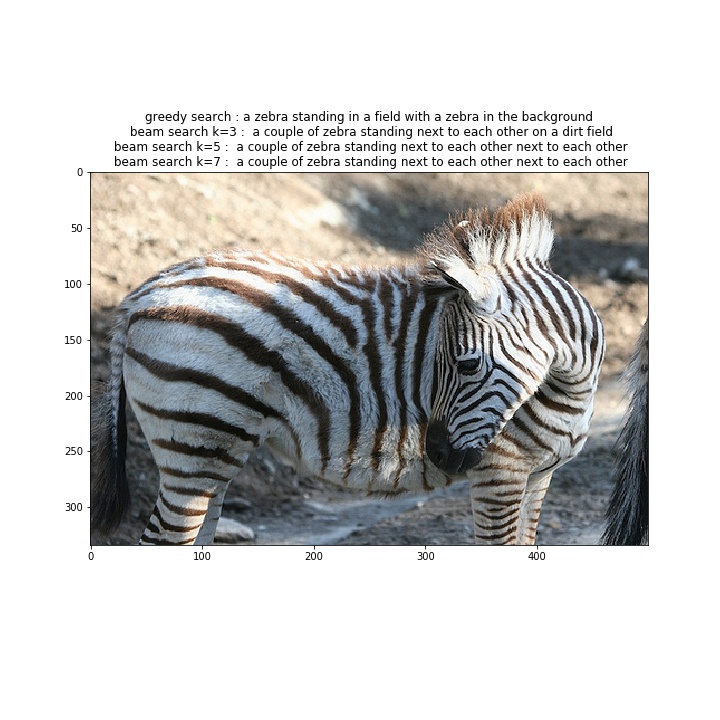 greedy search : a zebra standing in a field with a zebra in the background
beam search k=3 :  a couple of zebra standing next to each other on a dirt field
beam search k=5 :  a couple of zebra standing next to each other next to each other
beam search k=7 :  a couple of zebra standing next to each other next to each other
0
50
100
150
200
250
300
0 100 200 300 400